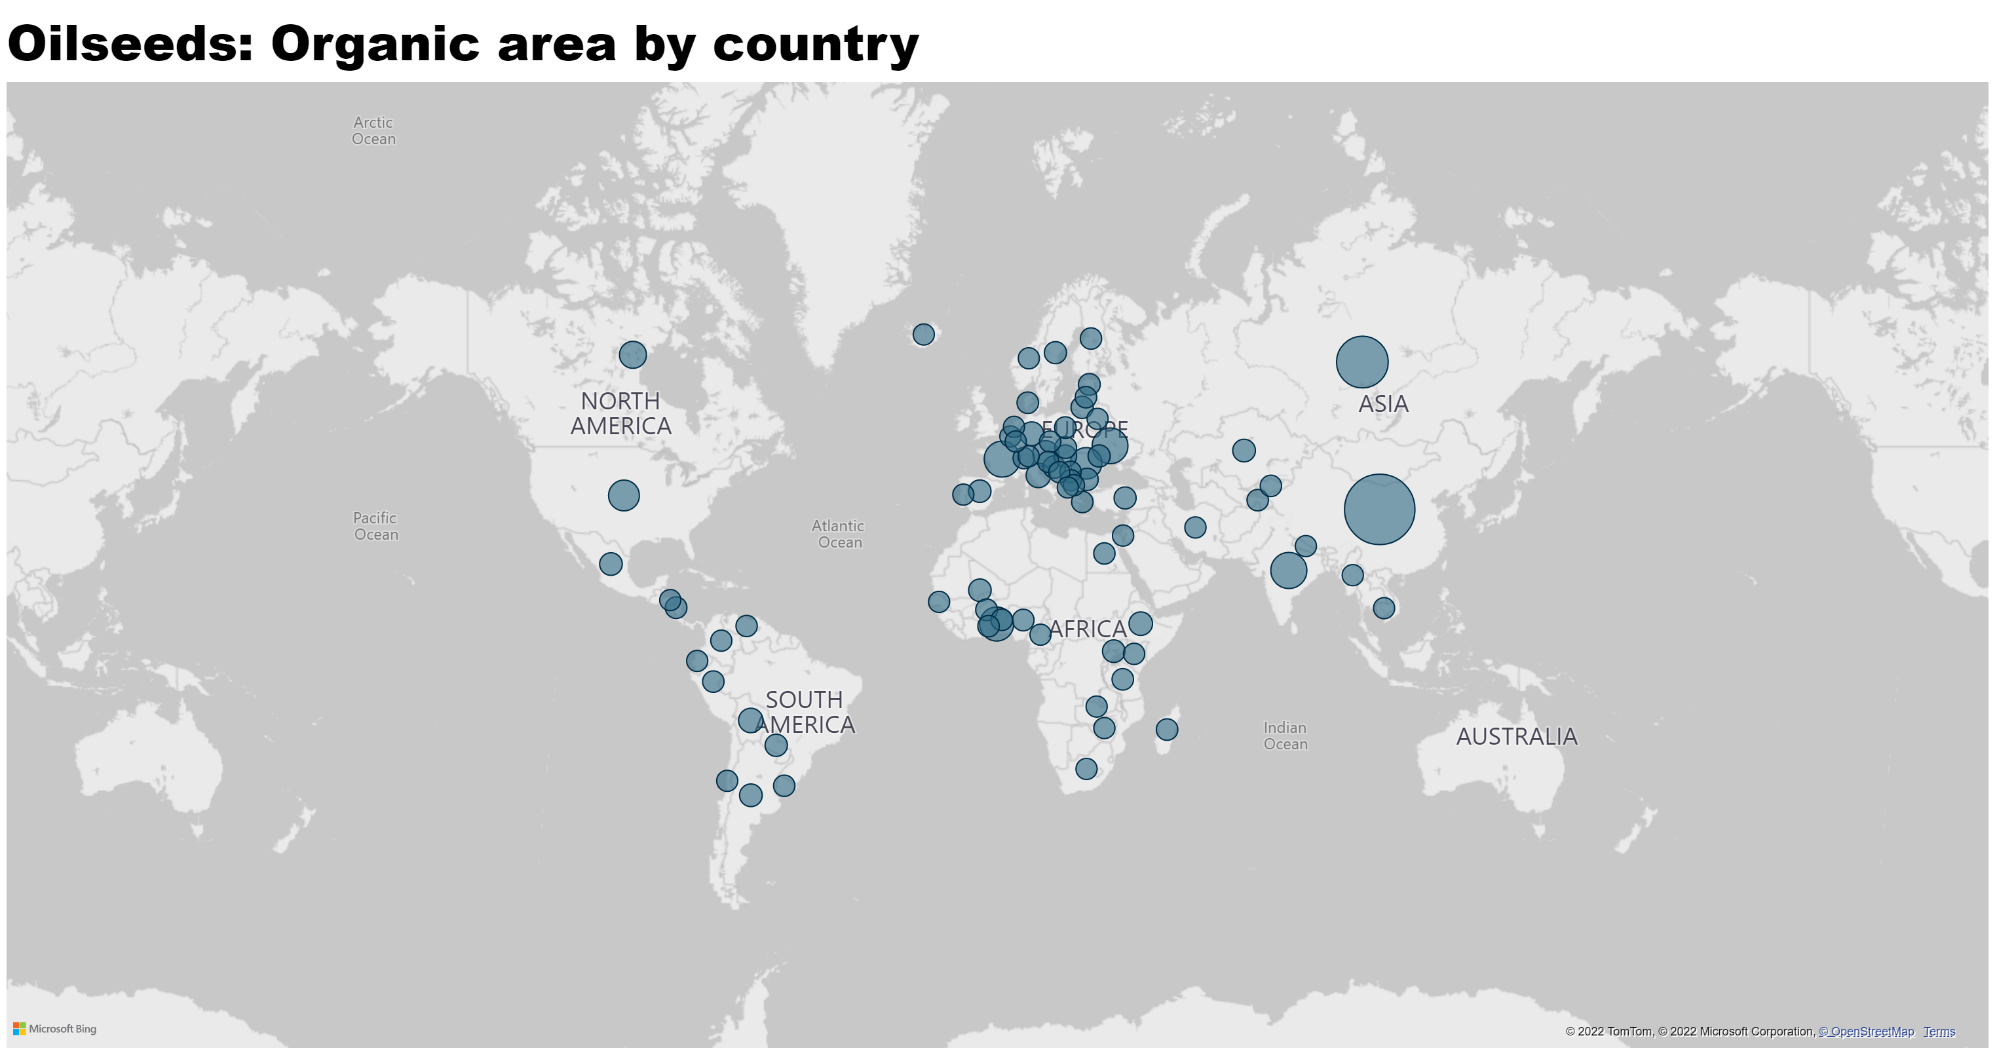 Oilseeds: Organic area by country
Arctic
Ocean
NORTH
AMERICA
ASIA
EUROPE
Pacific
Ocean
Atlantic
Ocean
AFRICA
SOUTH
AMERICA
Indian
Ocean
AUSTRALIA
Microsoft Bing
© 2022 TomTom, © 2022 Microsoft Corporation, © OpenStreetMap Terms